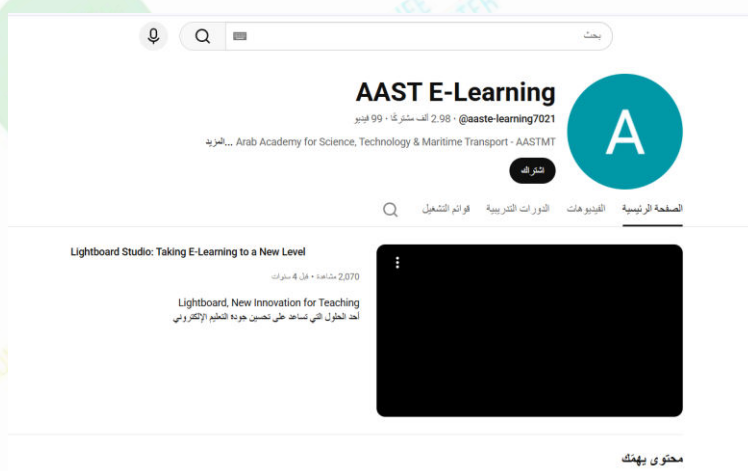 بحث
AAST E-Learning
@aaste-learning7021 · 2.98 ألف مشترك · 99 فيديو
Arab Academy for Science, Technology & Maritime Transport - AASTMT ...المزيد
اشتراك
الصفحة الرئيسية الفيديوهات الدورات التدريبية قوائم التشغيل
A
Lightboard Studio: Taking E-Learning to a New Level
2,070 مشاهدة • قبل 4 سنوات
Lightboard, New Innovation for Teaching
أحد الحلول التي تساعد على تحسين جودة التعليم الإلكتروني
محتوى يهمّك